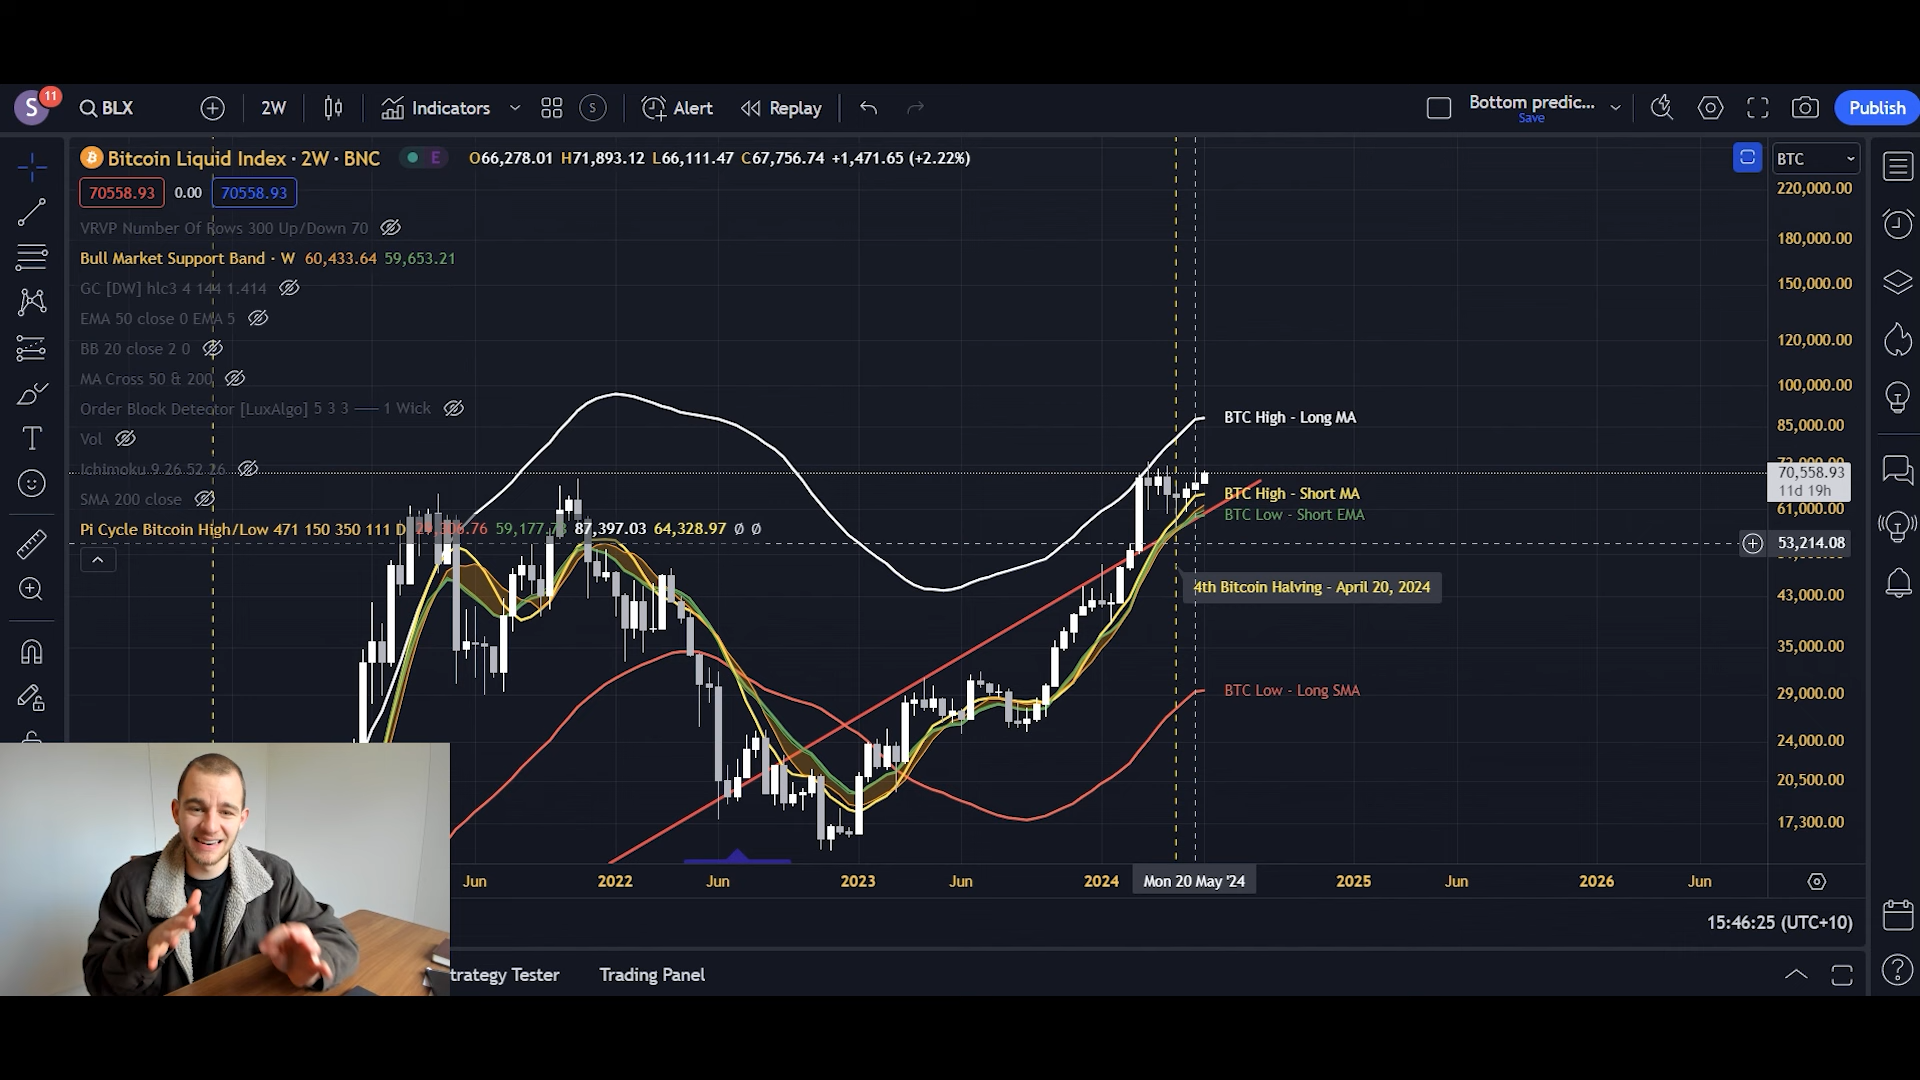 S 11 BLX 2W Indicators S Alert Replay Bottom predic... Save Publish
Bitcoin Liquid Index · 2W · BNC E O66,278.01 H71,893.12 L66,111.47 C67,756.74 +1,471.65 (+2.22%) BTC
70558.93 0.00 70558.93
VRVP Number Of Rows 300 Up/Down 70
Bull Market Support Band · W 60,433.64 59,653.21
GC [DW] hlc3 4 144 1.414
EMA 50 close 0 EMA 5
BB 20 close 2 0
MA Cross 50 & 200
Order Block Detector [LuxAlgo] 5 3 3 —— 1 Wick
Vol
Ichimoku 9 26 52 26
SMA 200 close
Pi Cycle Bitcoin High/Low 471 150 350 111 D 87,397.03 64,328.97 ø ø
BTC High - Long MA
BTC High - Short MA
BTC Low - Short EMA
4th Bitcoin Halving - April 20, 2024
BTC Low - Long SMA
220,000.00
180,000.00
150,000.00
120,000.00
100,000.00
85,000.00
70,558.93
11d 19h
61,000.00
53,214.08
43,000.00
35,000.00
29,000.00
24,000.00
20,500.00
17,300.00
Jun 2022 Jun 2023 Jun 2024 Mon 20 May '24 2025 Jun 2026 Jun
15:46:25 (UTC+10)
trategy Tester Trading Panel